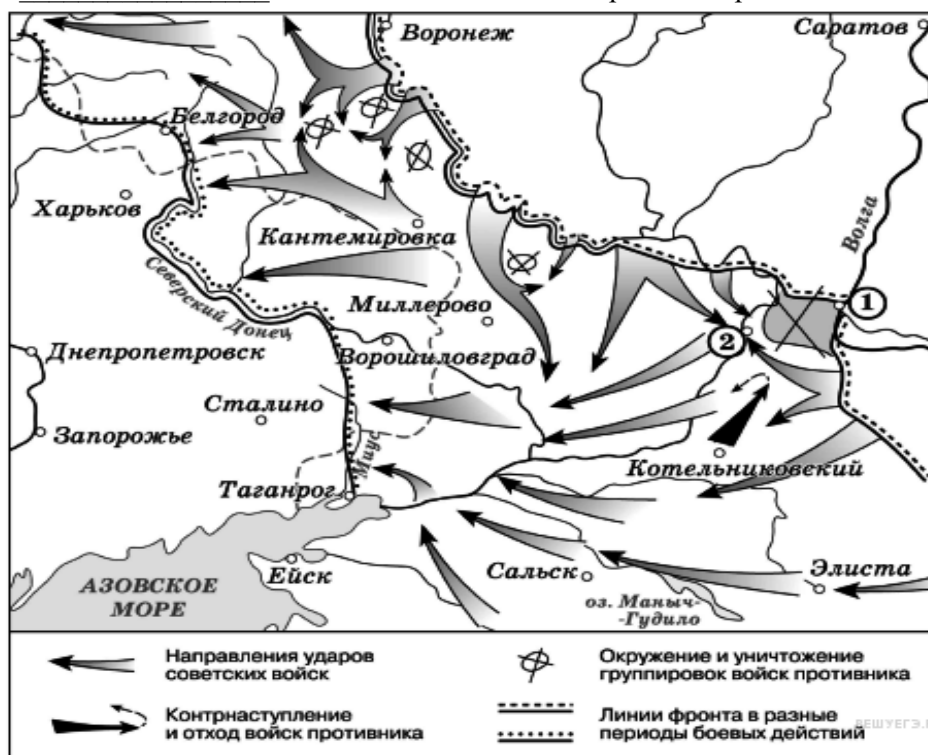 Воронеж
Саратов
Белгород
Волга
Харьков
Кантемировка
Северский Донец
Миллерово
1
2
Днепропетровск
Ворошиловград
Сталино
Запорожье
Миус
Котельниковский
Таганрог
АЗОВСКОЕ
МОРЕ
Ейск
Сальск
Элиста
оз. Маныч-
Гудило
Направления ударов
советских войск
Окружение и уничтожение
группировок войск противника
Контрнаступление
и отход войск противника
Линии фронта в разные
периоды боевых действий